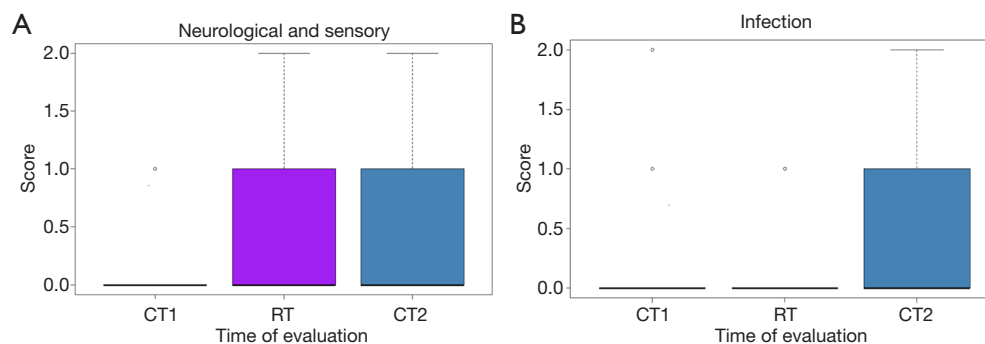 A
Neurological and sensory
2.0
1.5
1.0
0.5
0.0
Score
CT1 RT CT2
Time of evaluation
B
Infection
2.0
1.5
1.0
0.5
0.0
Score
CT1 RT CT2
Time of evaluation